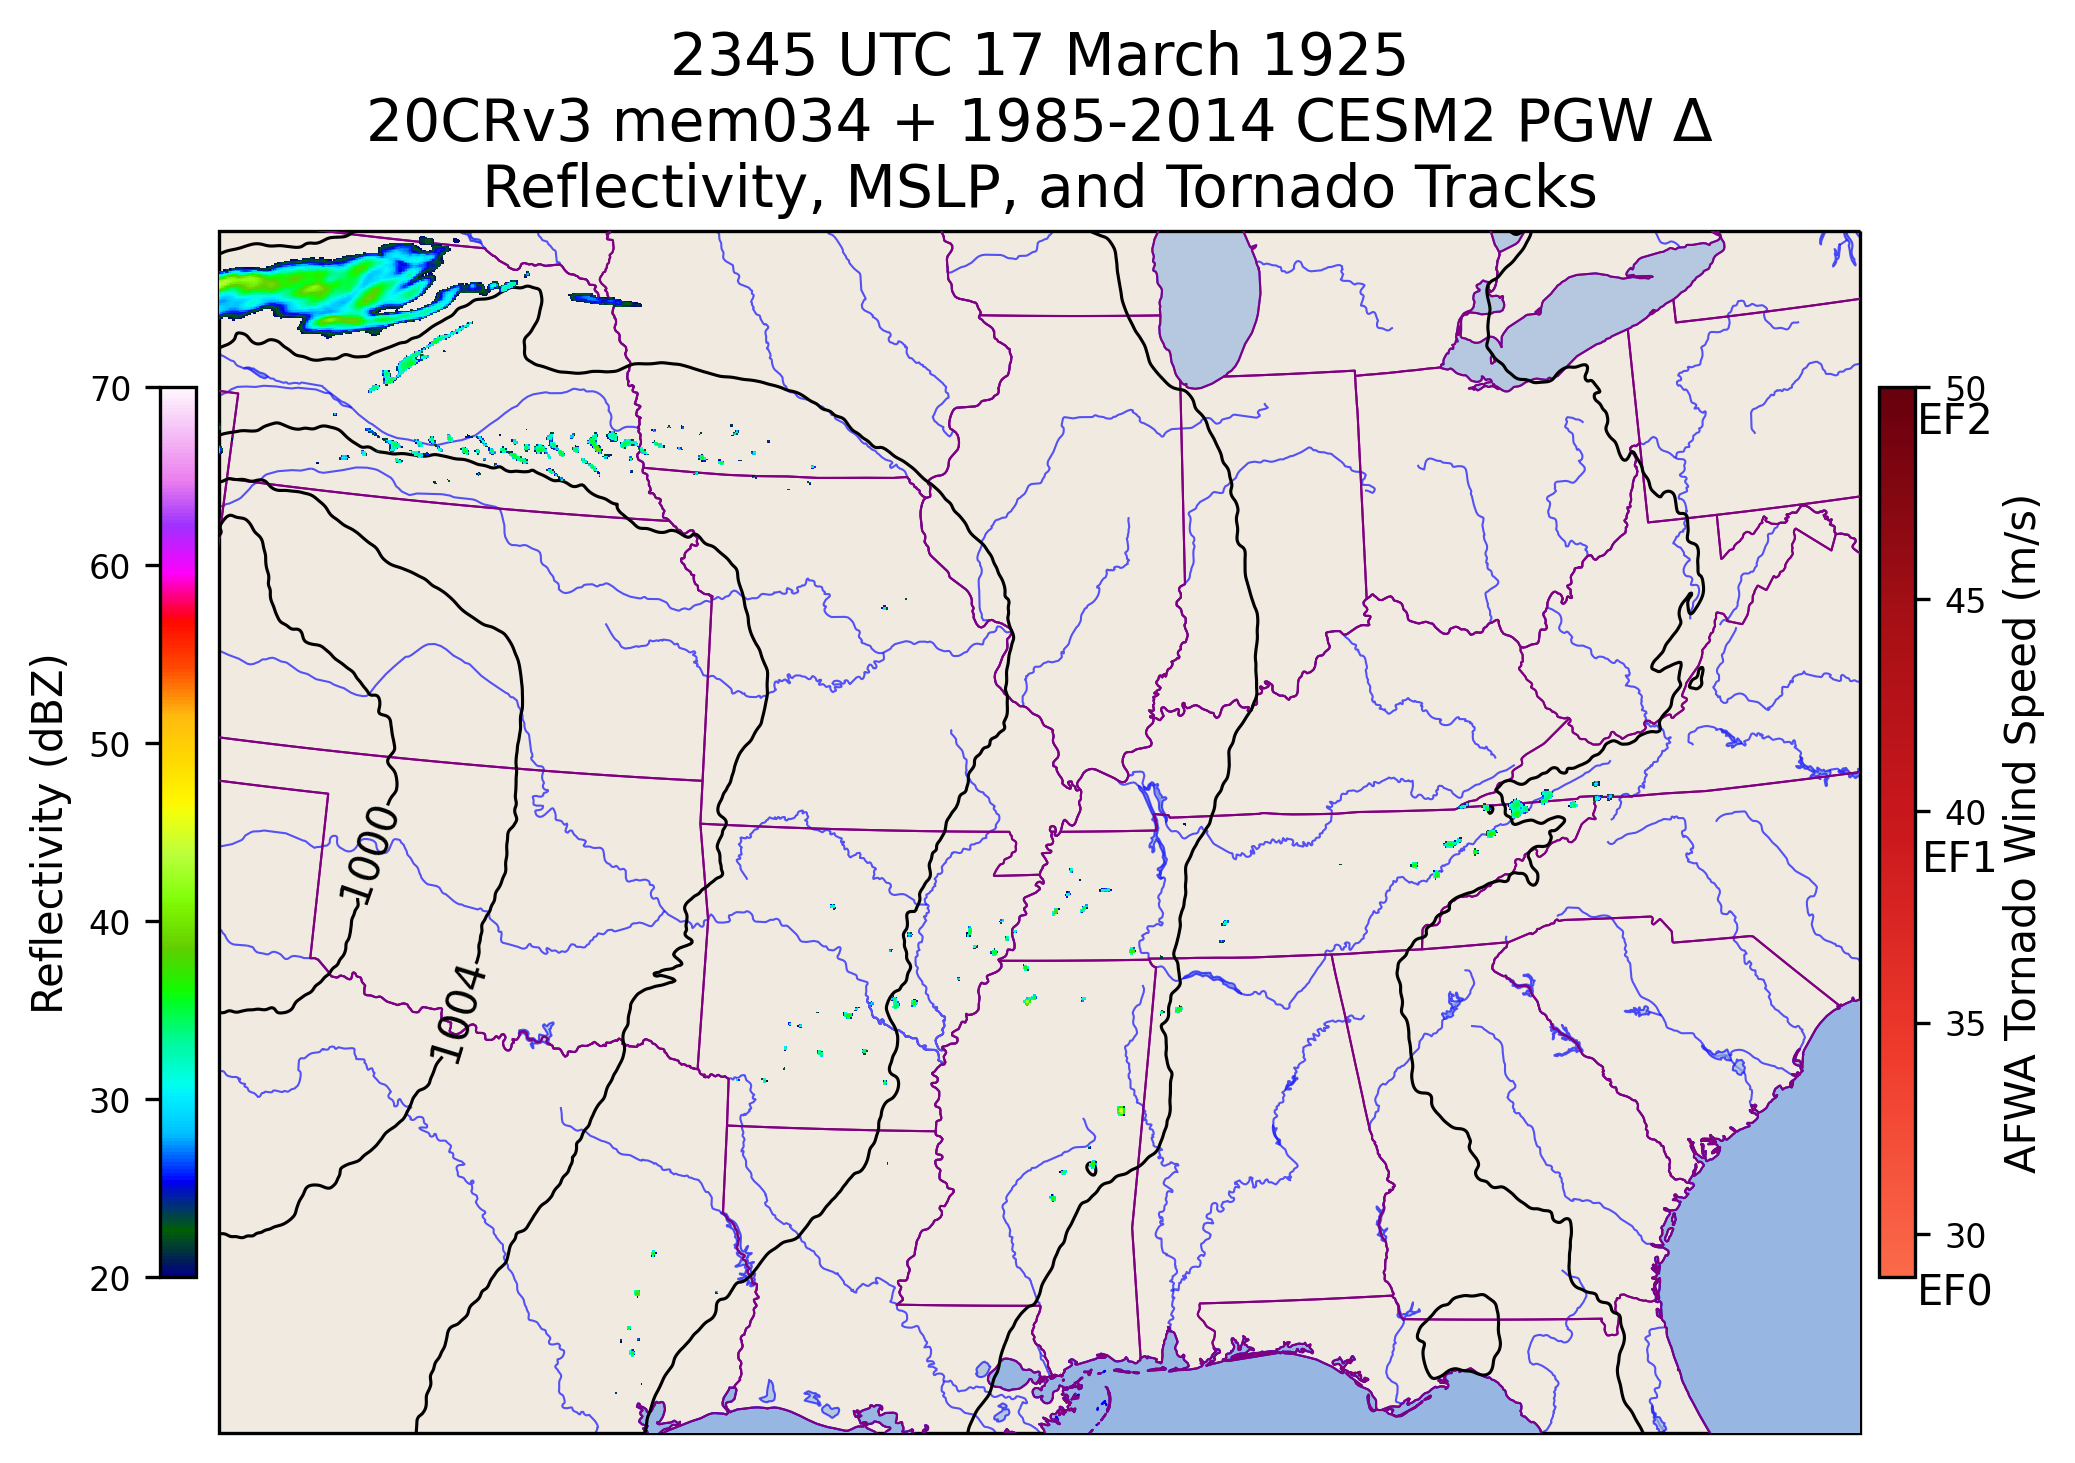 2345 UTC 17 March 1925
20CRv3 mem034 + 1985-2014 CESM2 PGW Δ
Reflectivity, MSLP, and Tornado Tracks
70
60
50
40
30
20
Reflectivity (dBZ)
1000
1004
50
EF2
45
40
EF1
35
30
EF0
AFWA Tornado Wind Speed (m/s)